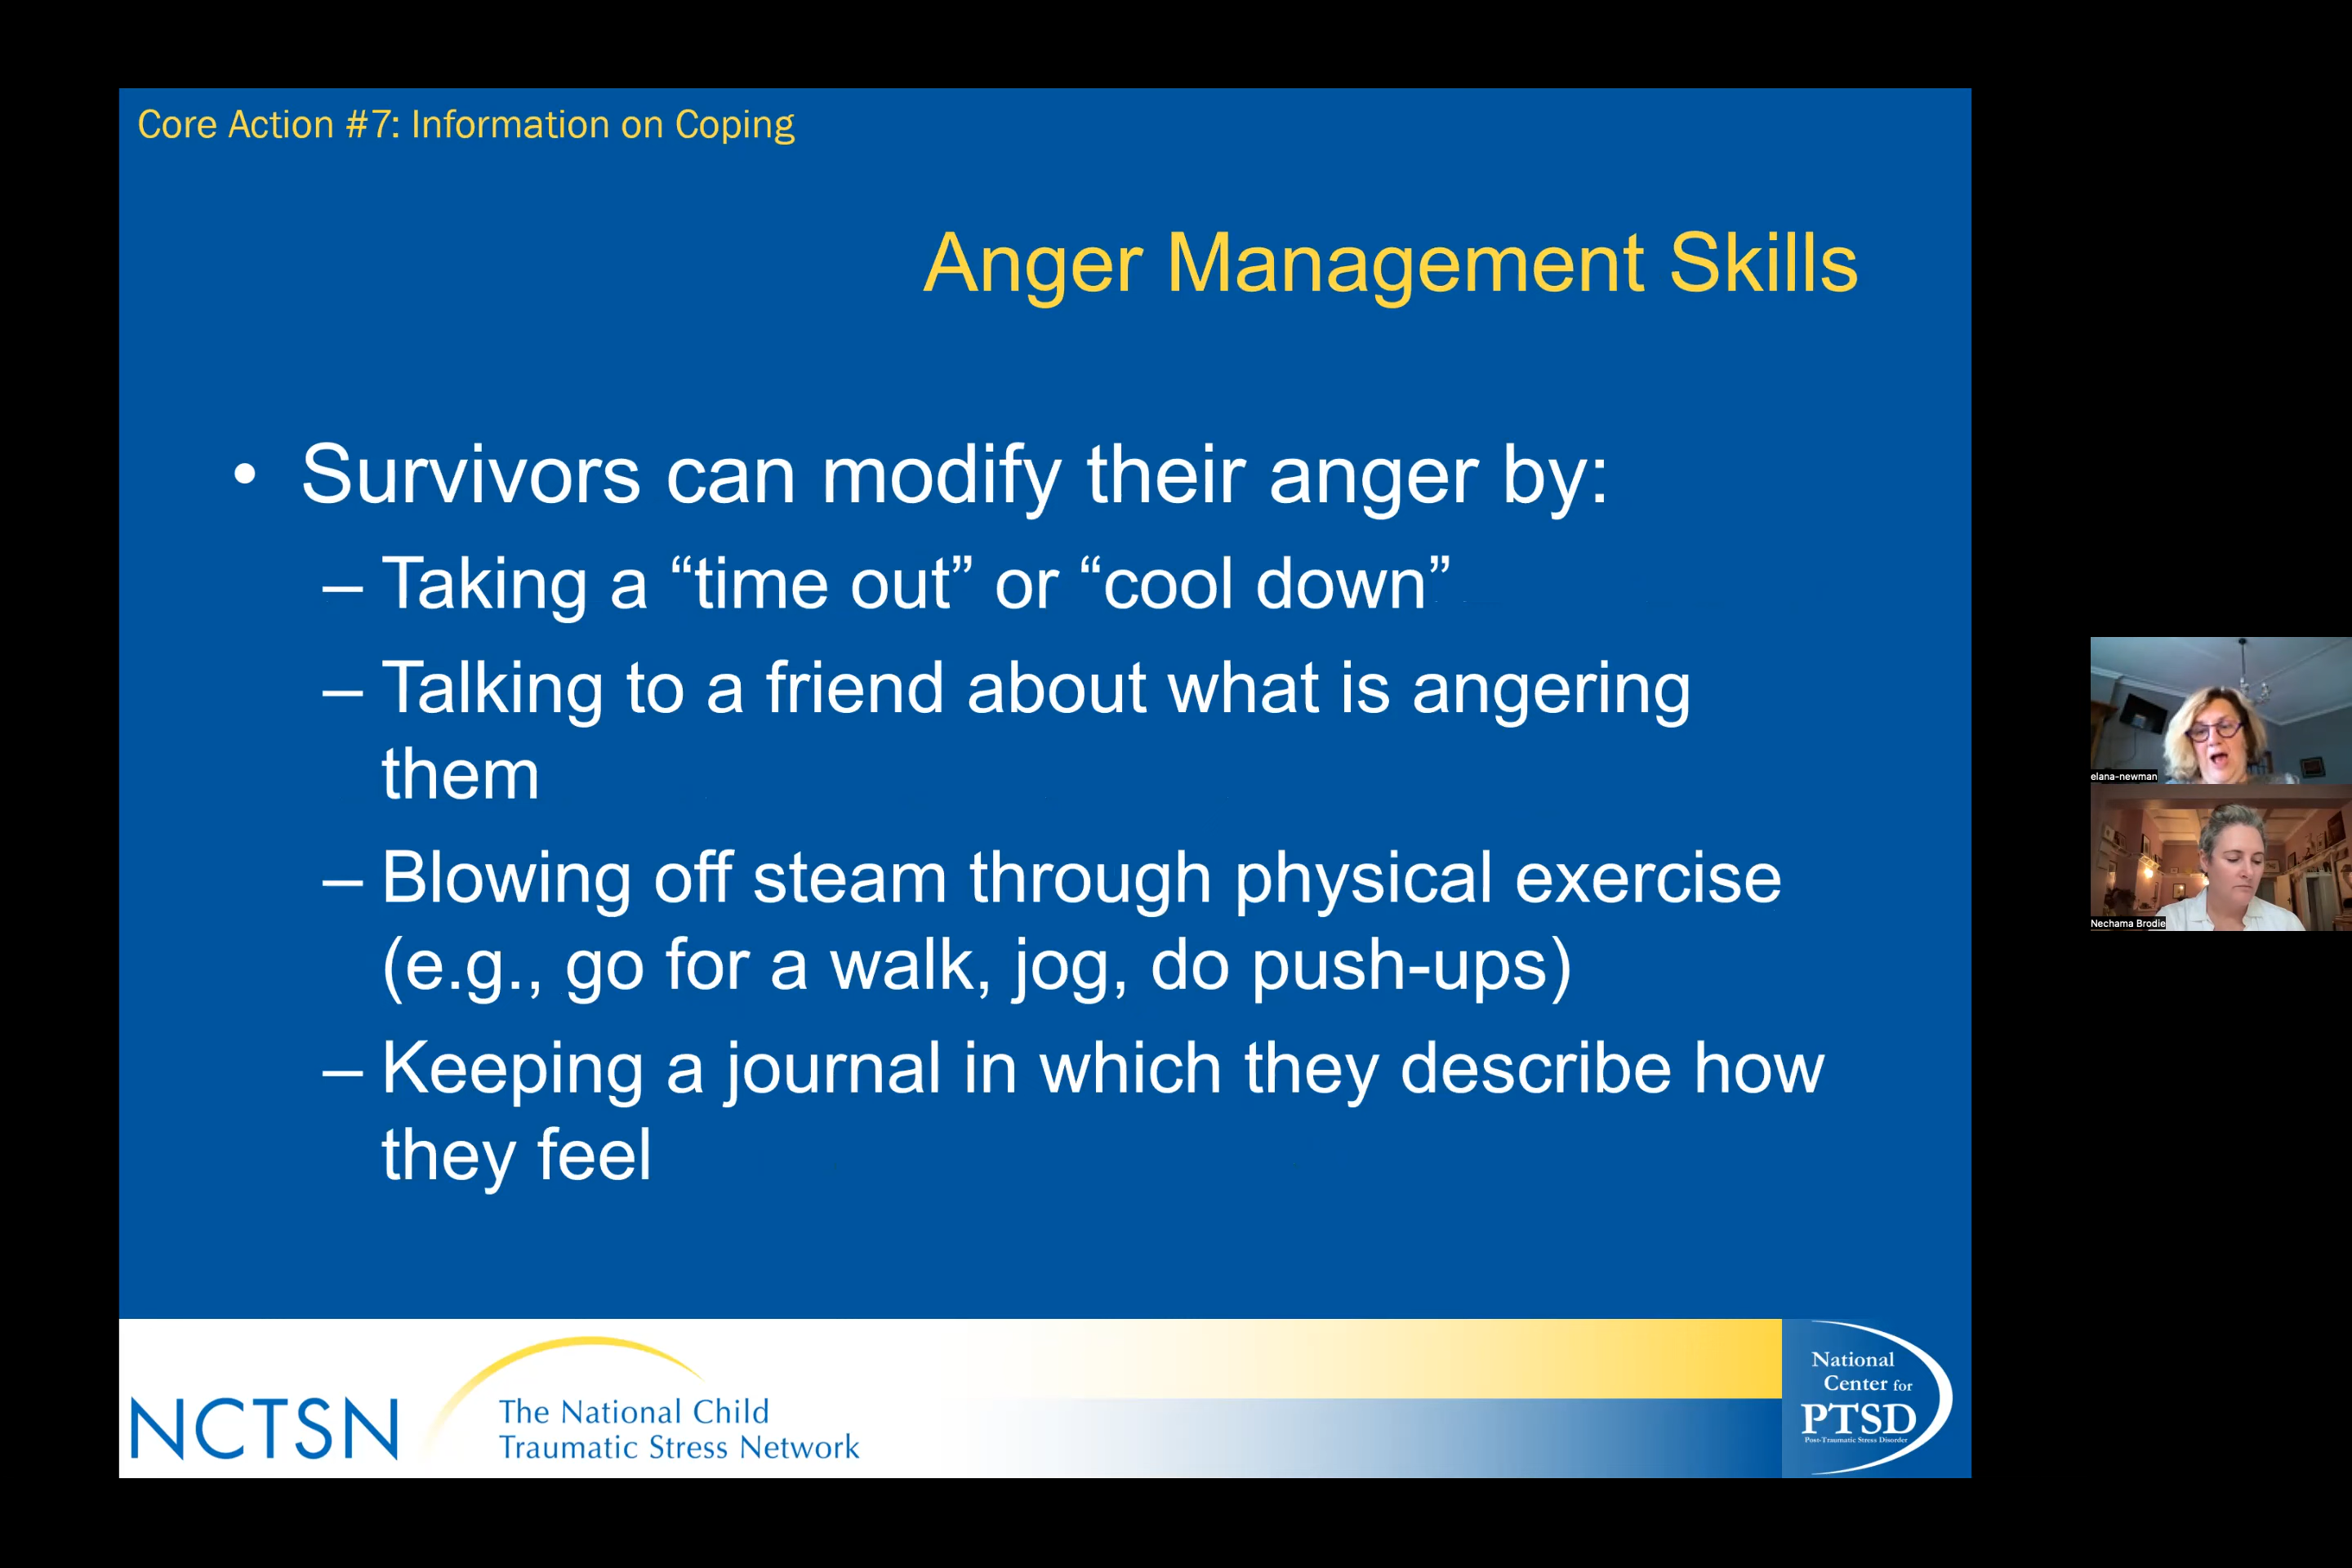 Core Action #7: Information on Coping
Anger Management Skills
• Survivors can modify their anger by:
– Taking a “time out” or “cool down”
– Talking to a friend about what is angering
them
– Blowing off steam through physical exercise
(e.g., go for a walk, jog, do push-ups)
– Keeping a journal in which they describe how
they feel
elana-newman
Nechama Brodie
NCTSN
The National Child
Traumatic Stress Network
National
Center for
PTSD
Post-Traumatic Stress Disorder